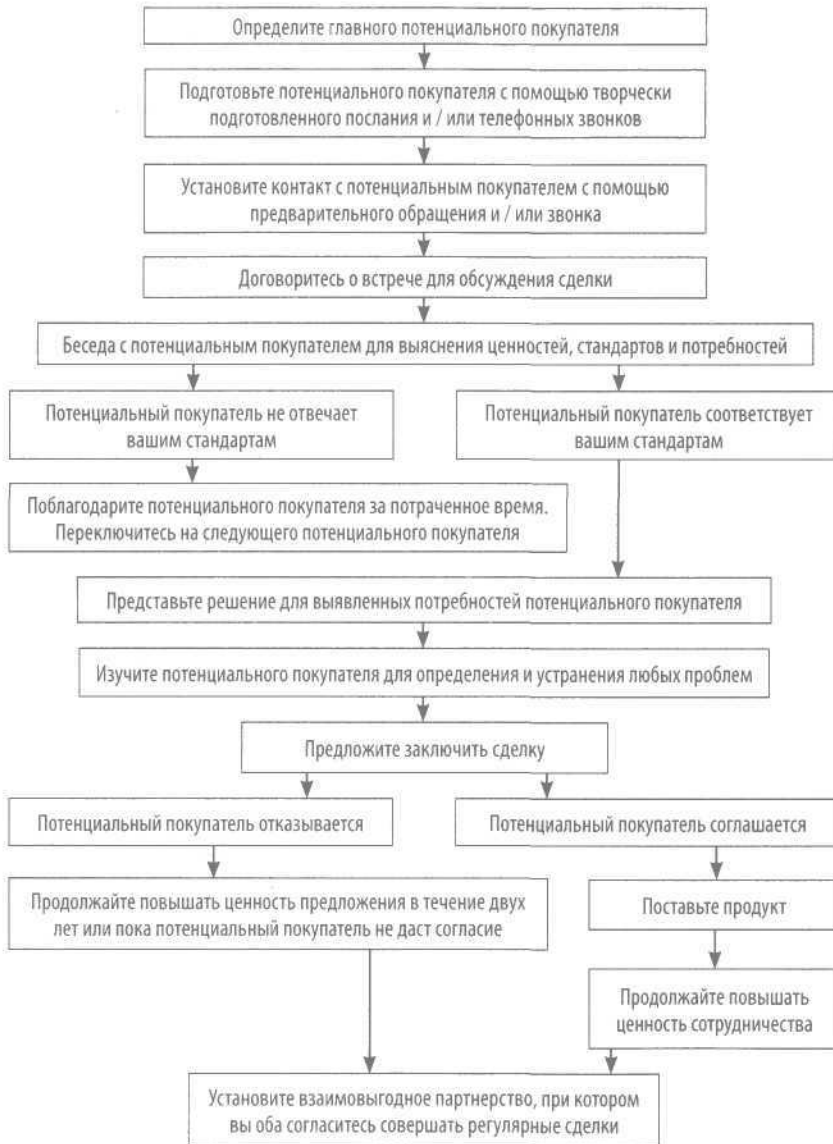 Определите главного потенциального покупателя
Подготовьте потенциального покупателя с помощью творчески
подготовленного послания и / или телефонных звонков
Установите контакт с потенциальным покупателем с помощью
предварительного обращения и / или звонка
Договоритесь о встрече для обсуждения сделки
Беседа с потенциальным покупателем для выяснения ценностей, стандартов и потребностей
Потенциальный покупатель не отвечает
вашим стандартам
Потенциальный покупатель соответствует
вашим стандартам
Поблагодарите потенциального покупателя за потраченное время.
Переключитесь на следующего потенциального покупателя
Представьте решение для выявленных потребностей потенциального покупателя
Изучите потенциального покупателя для определения и устранения любых проблем
Предложите заключить сделку
Потенциальный покупатель отказывается
Потенциальный покупатель соглашается
Продолжайте повышать ценность предложения в течение двух
лет или пока потенциальный покупатель не даст согласие
Поставьте продукт
Продолжайте повышать
ценность сотрудничества
Установите взаимовыгодное партнерство, при котором
вы оба согласитесь совершать регулярные сделки